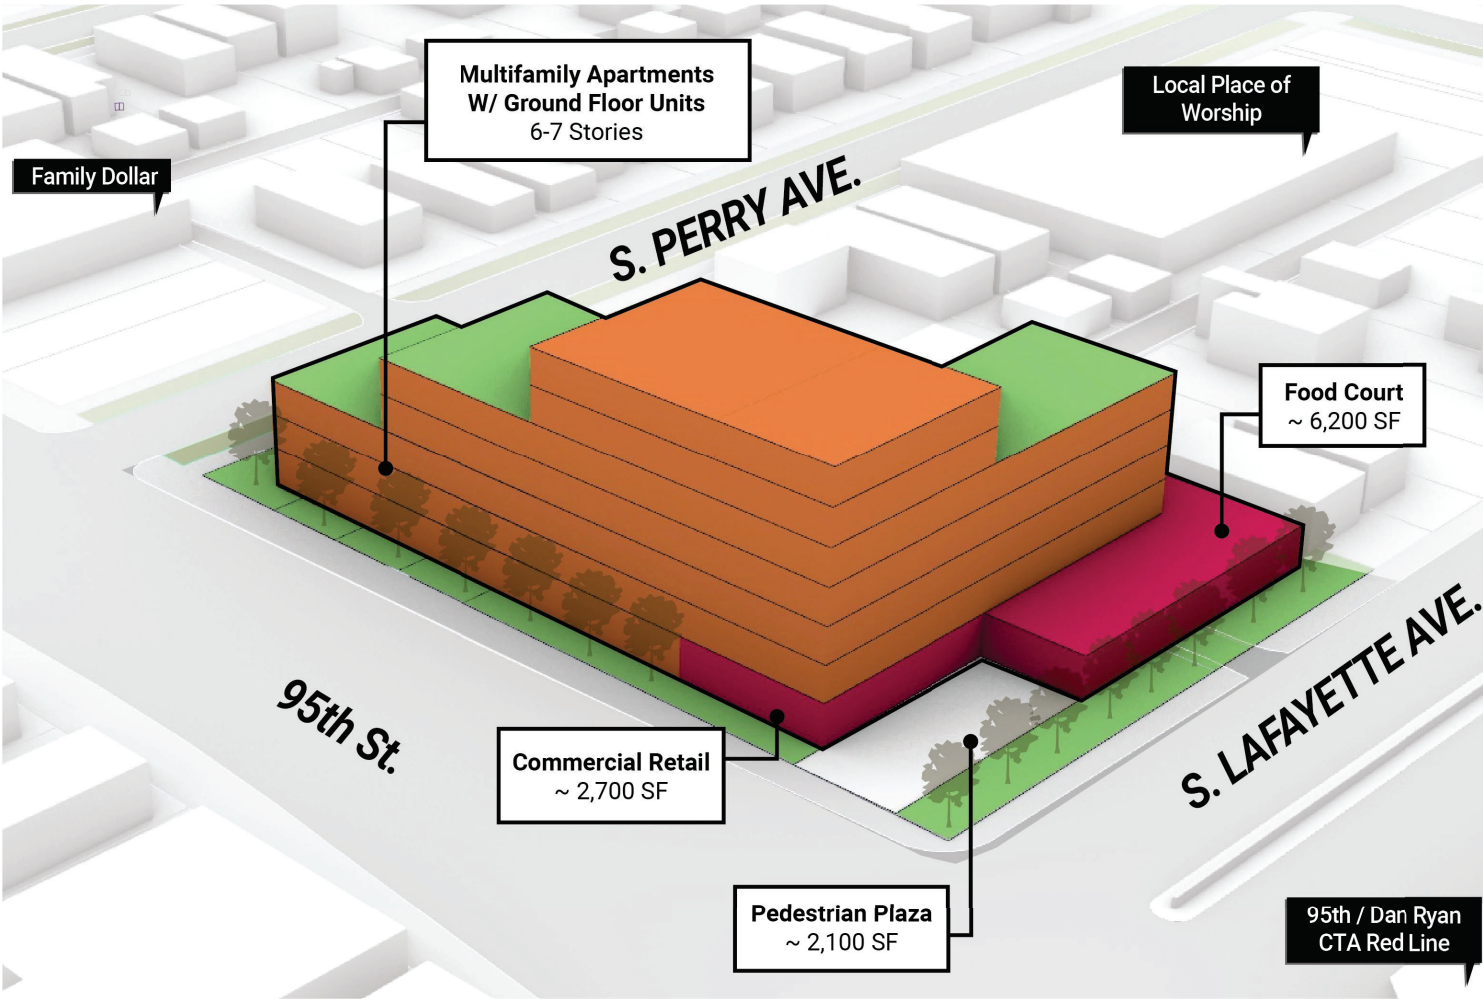 Multifamily Apartments
W/ Ground Floor Units
6-7 Stories
Local Place of
Worship
Family Dollar
S. PERRY AVE.
Food Court
~ 6,200 SF
S. LAFAYETTE AVE.
95th St.
Commercial Retail
~ 2,700 SF
Pedestrian Plaza
~ 2,100 SF
95th / Dan Ryan
CTA Red Line